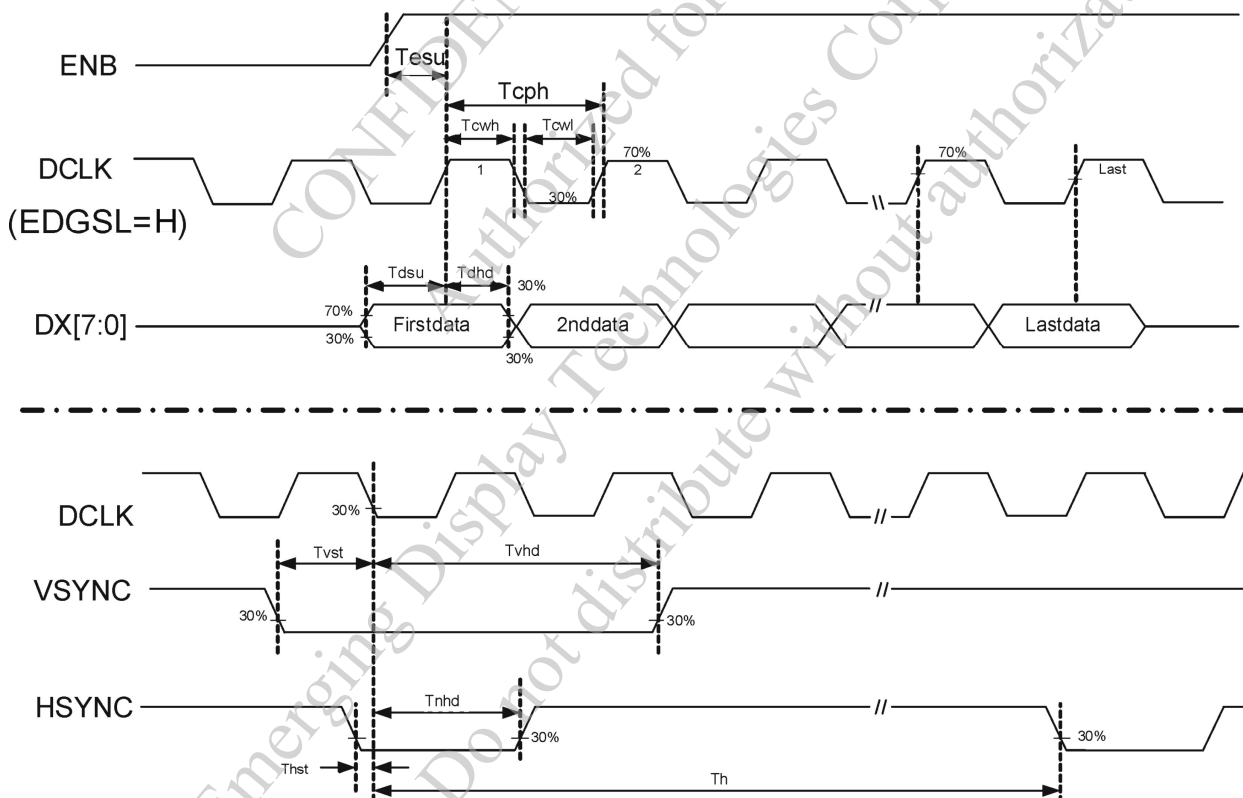 ENB
Tesu
Tcph
Tcwh
Tcwl
DCLK
(EDGSL=H)
1
30%
70%
2
70%
Last
Tdsu
Tdhd
30%
DX[7:0]
70%
30%
Firstdata
30%
2nddata
Lastdata
DCLK
30%
Tvst
Tvhd
VSYNC
30%
30%
HSYNC
Tnhd
30%
30%
Thst
Th
CONFIDEN
Authorized for
Emerging Display Technologies Corp
Do not distribute without authorizat